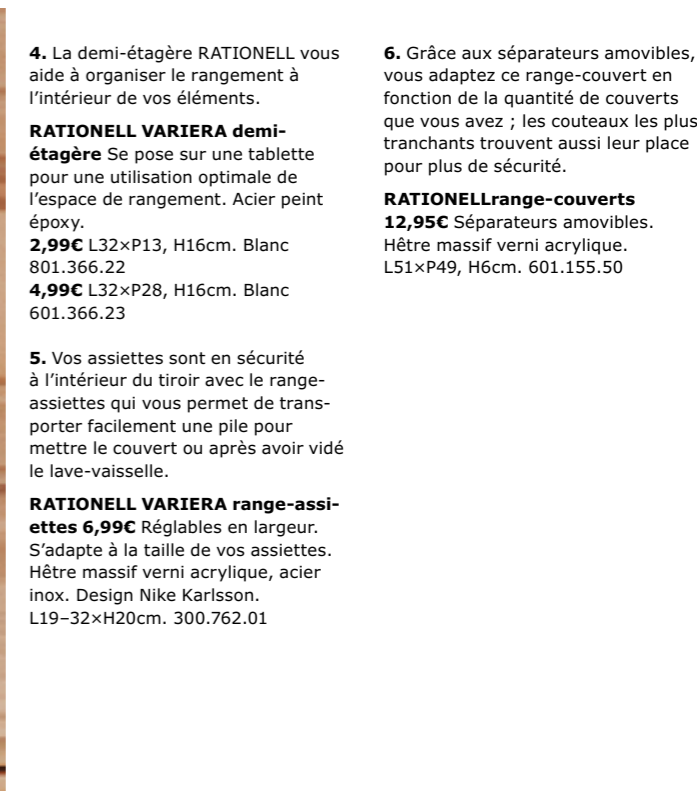 4. La demi-étagère RATIONELL vous
aide à organiser le rangement à
l’intérieur de vos éléments.
RATIONELL VARIERA demi-
étagère Se pose sur une tablette
pour une utilisation optimale de
l’espace de rangement. Acier peint
époxy.
2,99€ L32×P13, H16cm. Blanc
801.366.22
4,99€ L32×P28, H16cm. Blanc
601.366.23
5. Vos assiettes sont en sécurité
à l’intérieur du tiroir avec le range-
assiettes qui vous permet de trans-
porter facilement une pile pour
mettre le couvert ou après avoir vidé
le lave-vaisselle.
RATIONELL VARIERA range-assi-
ettes 6,99€ Réglables en largeur.
S’adapte à la taille de vos assiettes.
Hêtre massif verni acrylique, acier
inox. Design Nike Karlsson.
L19–32×H20cm. 300.762.01
6. Grâce aux séparateurs amovibles,
vous adaptez ce range-couvert en
fonction de la quantité de couverts
que vous avez ; les couteaux les plus
tranchants trouvent aussi leur place
pour plus de sécurité.
RATIONELLrange-couverts
12,95€ Séparateurs amovibles.
Hêtre massif verni acrylique.
L51×P49, H6cm. 601.155.50